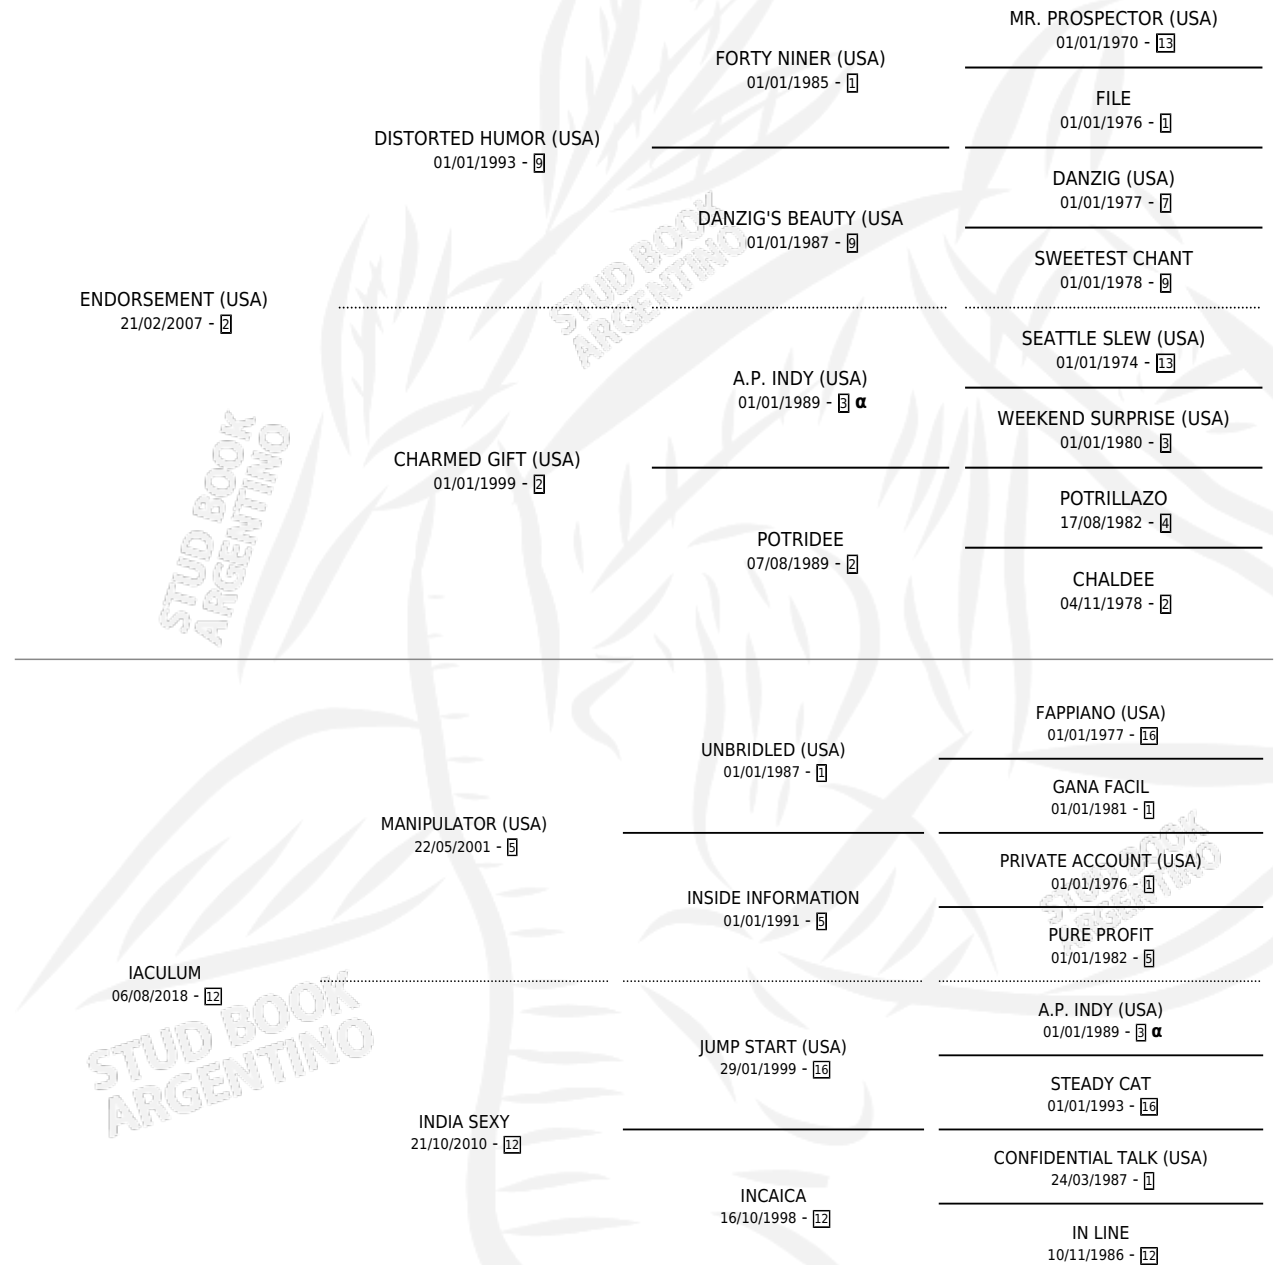 MR. PROSPECTOR (USA)
01/01/1970 - 13
FORTY NINER (USA)
01/01/1985 - 1
FILE
01/01/1976 - 1
DISTORTED HUMOR (USA)
01/01/1993 - 9
DANZIG (USA)
01/01/1977 - 7
DANZIG'S BEAUTY (USA
01/01/1987 - 9
SWEETEST CHANT
01/01/1978 - 9
ENDORSEMENT (USA)
21/02/2007 - 2
SEATTLE SLEW (USA)
01/01/1974 - 13
A.P. INDY (USA)
01/01/1989 - 3 α
WEEKEND SURPRISE (USA)
01/01/1980 - 3
CHARMED GIFT (USA)
01/01/1999 - 2
POTRILLAZO
17/08/1982 - 4
POTRIDEE
07/08/1989 - 2
CHALDEE
04/11/1978 - 2
STUD BOOK
ARGENTINO
STUD BOOK
ARGENTINO
FAPPIANO (USA)
01/01/1977 - 16
UNBRIDLED (USA)
01/01/1987 - 1
GANA FACIL
01/01/1981 - 1
MANIPULATOR (USA)
22/05/2001 - 5
PRIVATE ACCOUNT (USA)
01/01/1976 - 1
INSIDE INFORMATION
01/01/1991 - 5
PURE PROFIT
01/01/1982 - 5
IACULUM
06/08/2018 - 12
A.P. INDY (USA)
01/01/1989 - 3 α
JUMP START (USA)
29/01/1999 - 16
STEADY CAT
01/01/1993 - 16
INDIA SEXY
21/10/2010 - 12
CONFIDENTIAL TALK (USA)
24/03/1987 - 1
INCAICA
16/10/1998 - 12
IN LINE
10/11/1986 - 12
STUD BOOK
ARGENTINO
STUD BOOK
ARGENTINO